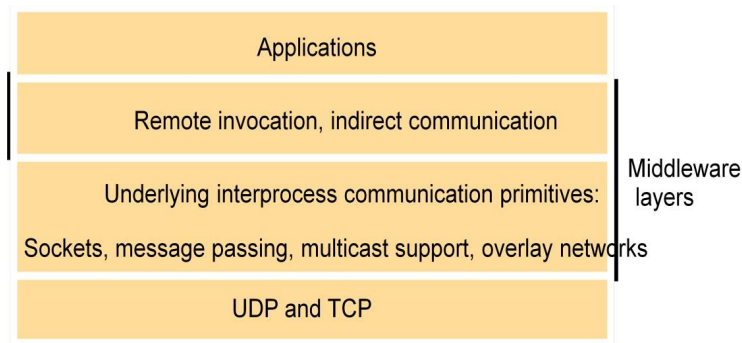 Applications
Remote invocation, indirect communication
Underlying interprocess communication primitives:
Sockets, message passing, multicast support, overlay networks
UDP and TCP
Middleware
layers